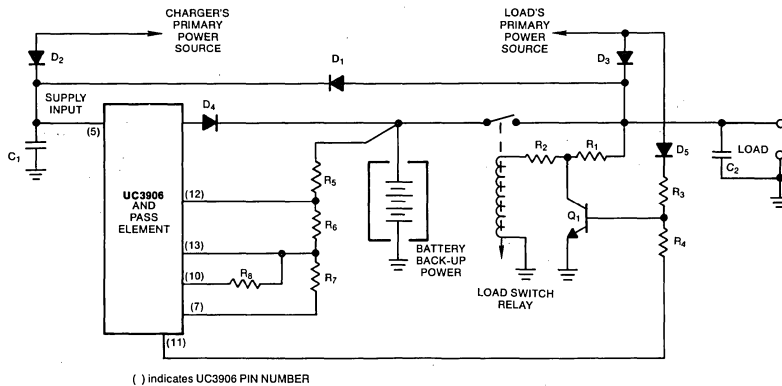 CHARGER'S
PRIMARY
POWER
SOURCE
LOAD'S
PRIMARY
POWER
SOURCE
D2
D1
D3
SUPPLY
INPUT
(5)
D4
C1
UC3906
AND
PASS
ELEMENT
(12)
(13)
(10)
(7)
(11)
R5
R6
R8
R7
BATTERY
BACK-UP
POWER
R2
R1
Q1
LOAD SWITCH
RELAY
D5
R3
R4
C2
LOAD
( ) indicates UC3906 PIN NUMBER